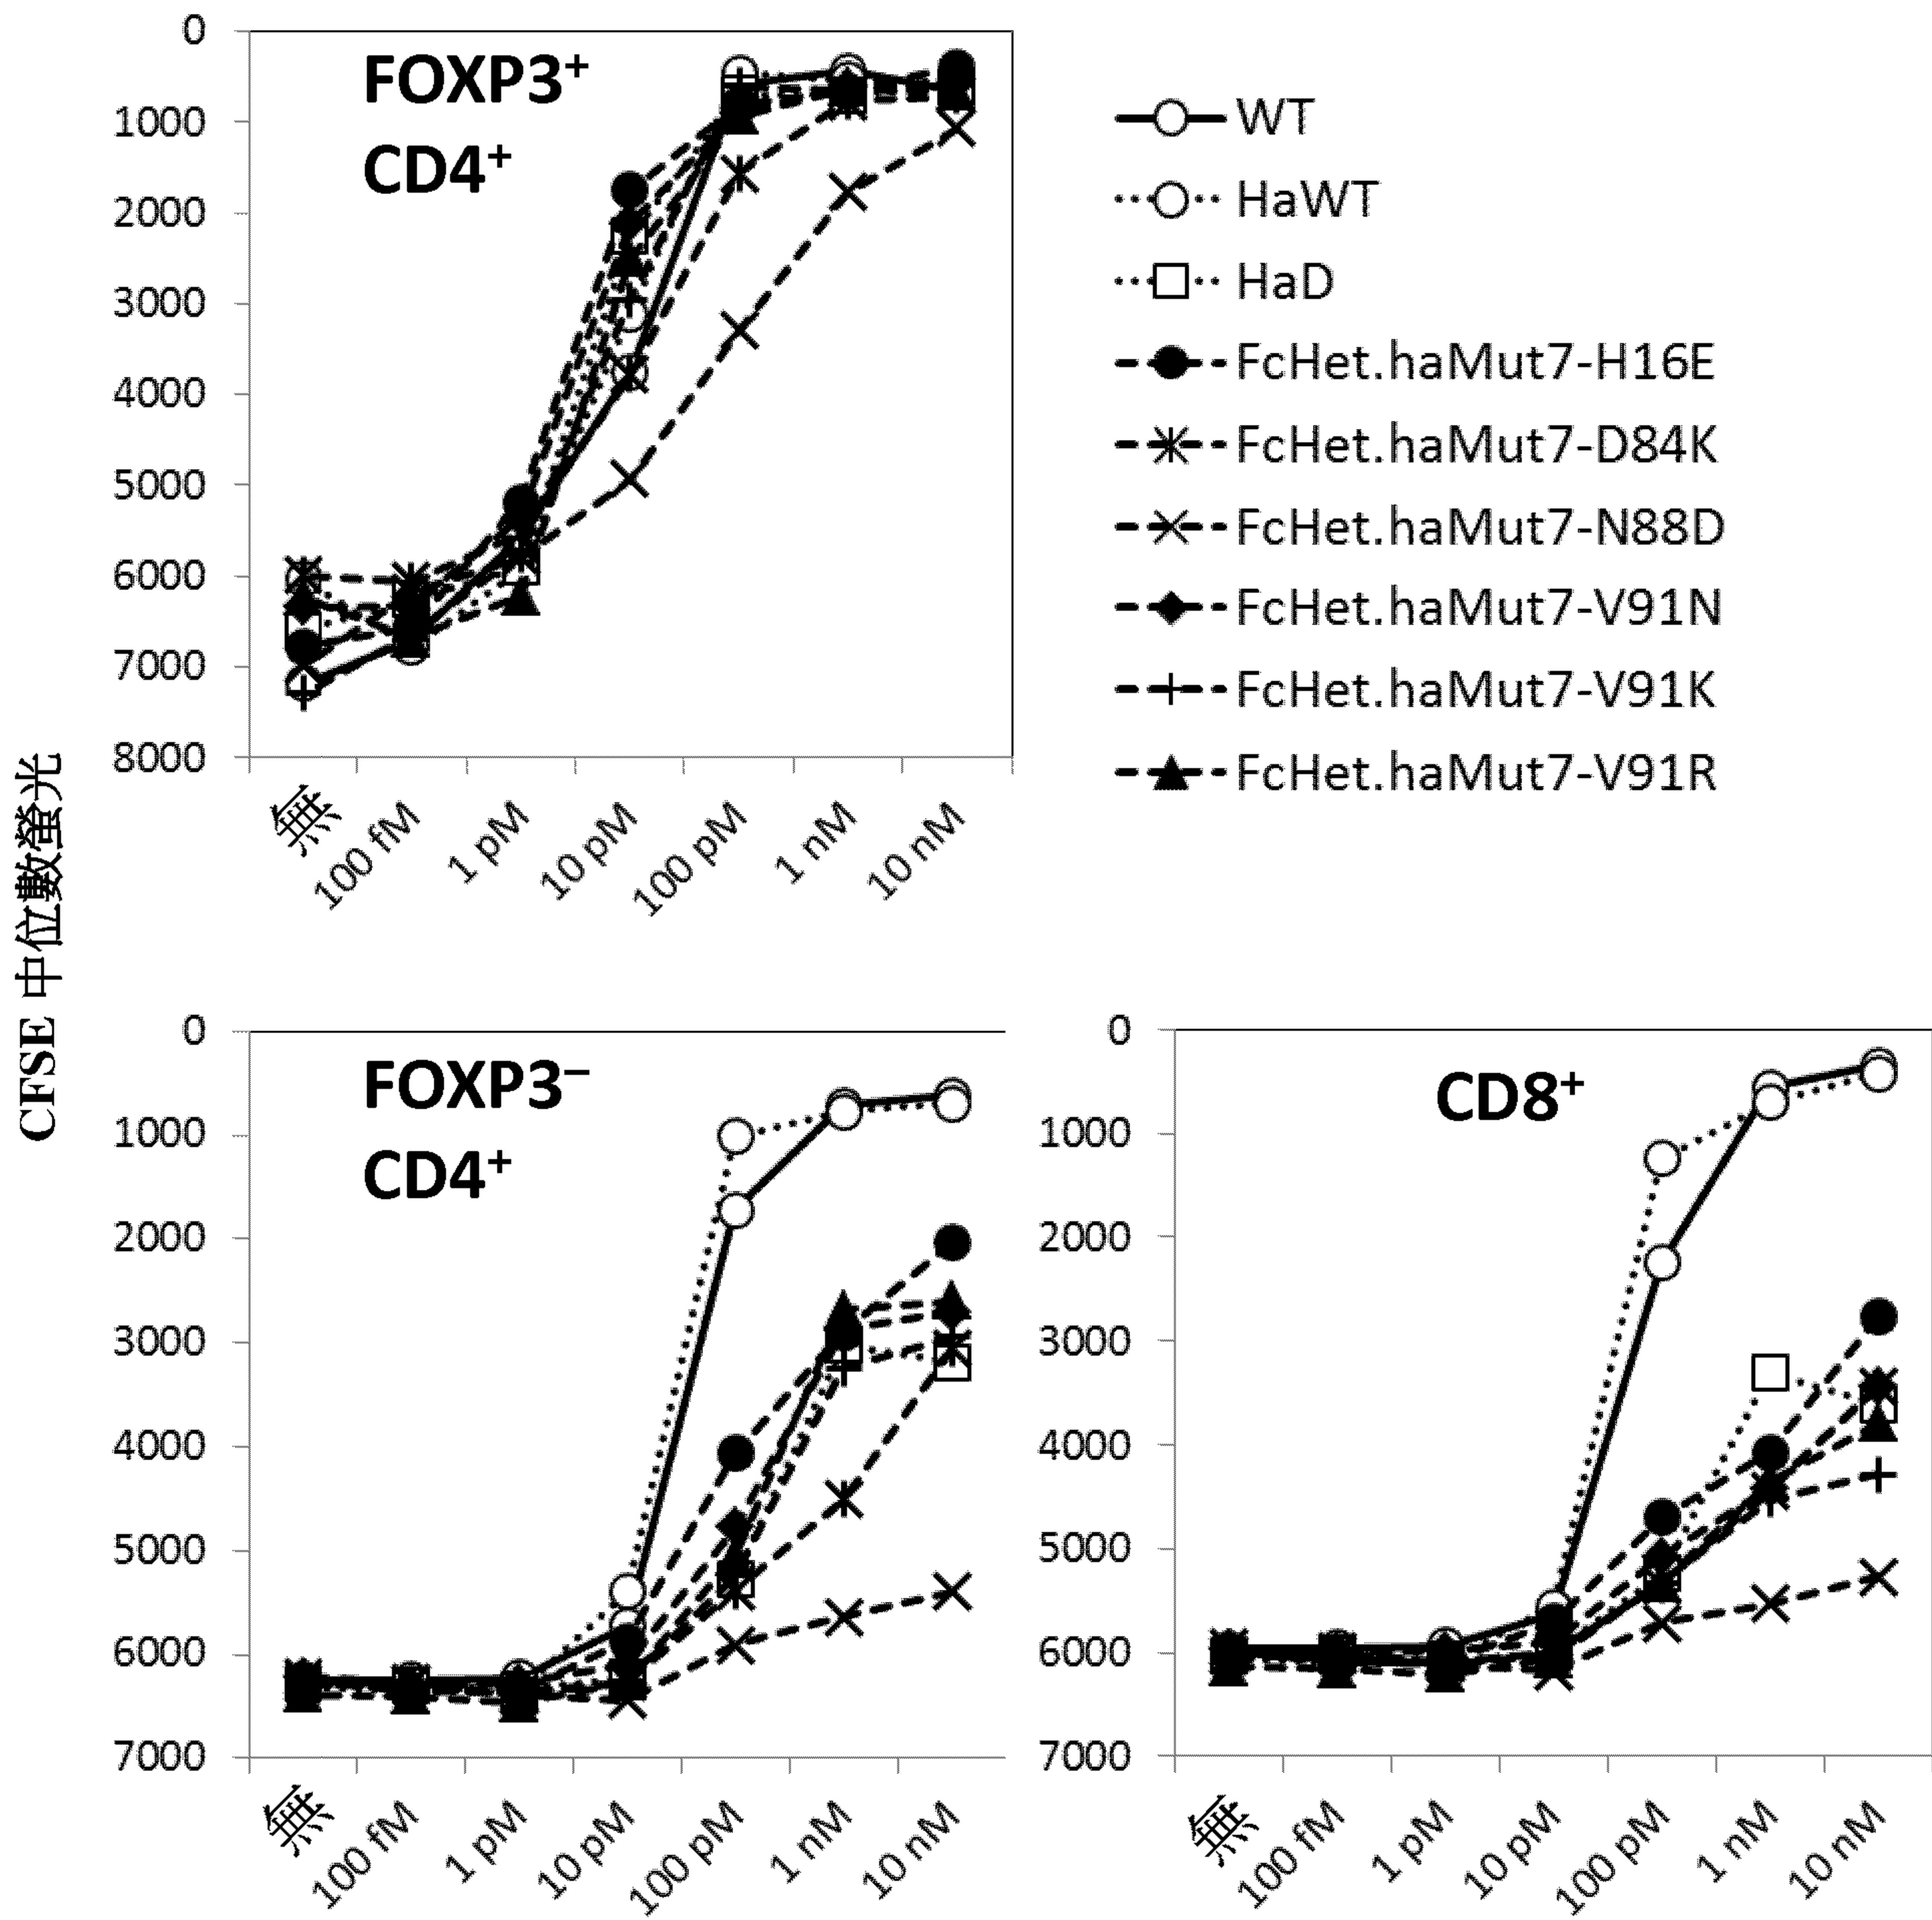 CFSE 中位數螢光
FOXP3⁺
CD4⁺
0
1000
2000
3000
4000
5000
6000
7000
8000
無
100 fM
1 pM
10 pM
100 pM
1 nM
10 nM
WT
HaWT
HaD
FcHet.haMut7-H16E
FcHet.haMut7-D84K
FcHet.haMut7-N88D
FcHet.haMut7-V91N
FcHet.haMut7-V91K
FcHet.haMut7-V91R
FOXP3⁻
CD4⁺
0
1000
2000
3000
4000
5000
6000
7000
無
100 fM
1 pM
10 pM
100 pM
1 nM
10 nM
CD8⁺
0
1000
2000
3000
4000
5000
6000
7000
無
100 fM
1 pM
10 pM
100 pM
1 nM
10 nM